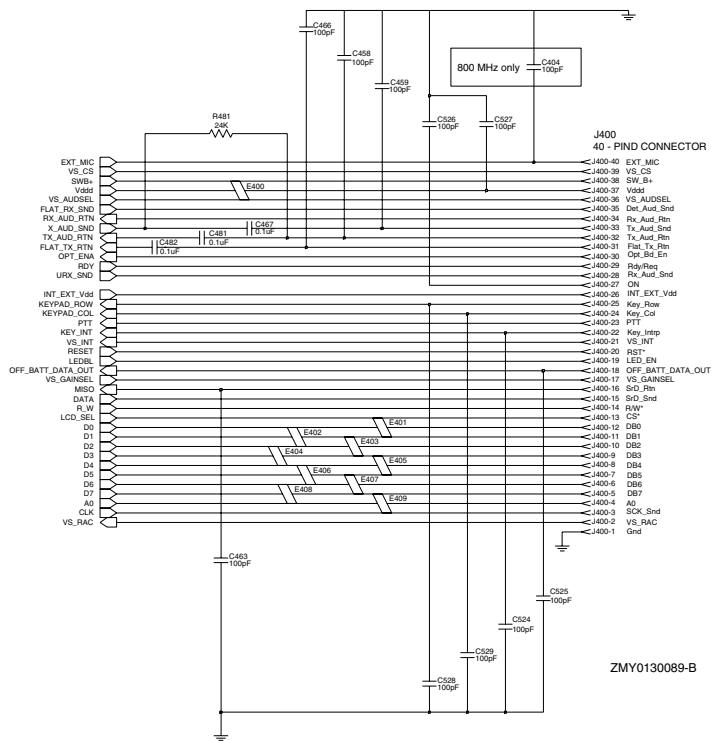 C466
100pF
C458
100pF
C459
100pF
800 MHz only
C404
100pF
C526
100pF
C527
100pF
R481
24K
J400
40 - PIND CONNECTOR
EXT_MIC J400-40 EXT_MIC
VS_CS J400-39 VS_CS
SWB+ J400-38 SW_B+
Vddd E400 J400-37 Vddd
VS_AUDSEL J400-36 VS_AUDSEL
FLAT_RX_SND J400-35 Det_Aud_Snd
RX_AUD_RTN J400-34 Rx_Aud_Rtn
X_AUD_SND C467 0.1uF J400-33 Tx_Aud_Snd
TX_AUD_RTN C481 0.1uF J400-32 Tx_Aud_Rtn
FLAT_TX_RTN C482 0.1uF J400-31 Flat_Tx_Rtn
OPT_ENA J400-30 Opt_Bd_En
RDY J400-29 Rdy/Req
URX_SND J400-28 Rx_Aud_Snd
J400-27 ON
INT_EXT_Vdd J400-26 INT_EXT_Vdd
KEYPAD_ROW J400-25 Key_Row
KEYPAD_COL J400-24 Key_Col
PTT J400-23 PTT
KEY_INT J400-22 Key_Intrp
VS_INT J400-21 VS_INT
RESET J400-20 RST*
LEDBL J400-19 LED_EN
OFF_BATT_DATA_OUT J400-18 OFF_BATT_DATA_OUT
VS_GAINSEL J400-17 VS_GAINSEL
MISO J400-16 SrD_Rtn
DATA J400-15 SrD_Snd
R_W J400-14 R/W*
LCD_SEL J400-13 CS*
D0 E401 J400-12 DB0
D1 E402 J400-11 DB1
D2 E403 J400-10 DB2
D3 E404 J400-9 DB3
D4 E405 J400-8 DB4
D5 E406 J400-7 DB5
D6 E407 J400-6 DB6
D7 E408 J400-5 DB7
A0 E409 J400-4 A0
CLK J400-3 SCK_Snd
VS_RAC J400-2 VS_RAC
J400-1 Gnd
C463
100pF
C525
100pF
C524
100pF
C529
100pF
C528
100pF
ZMY0130089-B